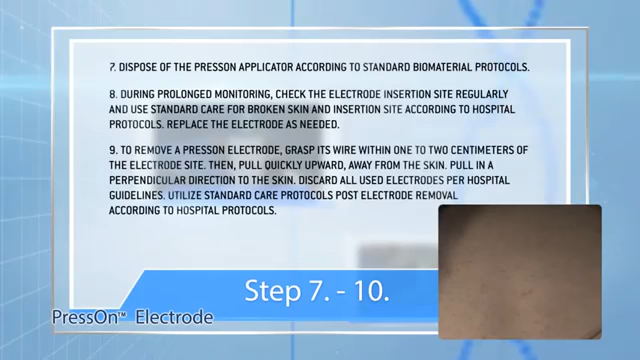 7. DISPOSE OF THE PRESSON APPLICATOR ACCORDING TO STANDARD BIOMATERIAL PROTOCOLS.
8. DURING PROLONGED MONITORING, CHECK THE ELECTRODE INSERTION SITE REGULARLY
AND USE STANDARD CARE FOR BROKEN SKIN AND INSERTION SITE ACCORDING TO HOSPITAL
PROTOCOLS. REPLACE THE ELECTRODE AS NEEDED.
9. TO REMOVE A PRESSON ELECTRODE, GRASP ITS WIRE WITHIN ONE TO TWO CENTIMETERS OF
THE ELECTRODE SITE. THEN, PULL QUICKLY UPWARD, AWAY FROM THE SKIN. PULL IN A
PERPENDICULAR DIRECTION TO THE SKIN. DISCARD ALL USED ELECTRODES PER HOSPITAL
GUIDELINES. UTILIZE STANDARD CARE PROTOCOLS POST ELECTRODE REMOVAL
ACCORDING TO HOSPITAL PROTOCOLS.
Step 7. - 10.
PressOn™ Electrode